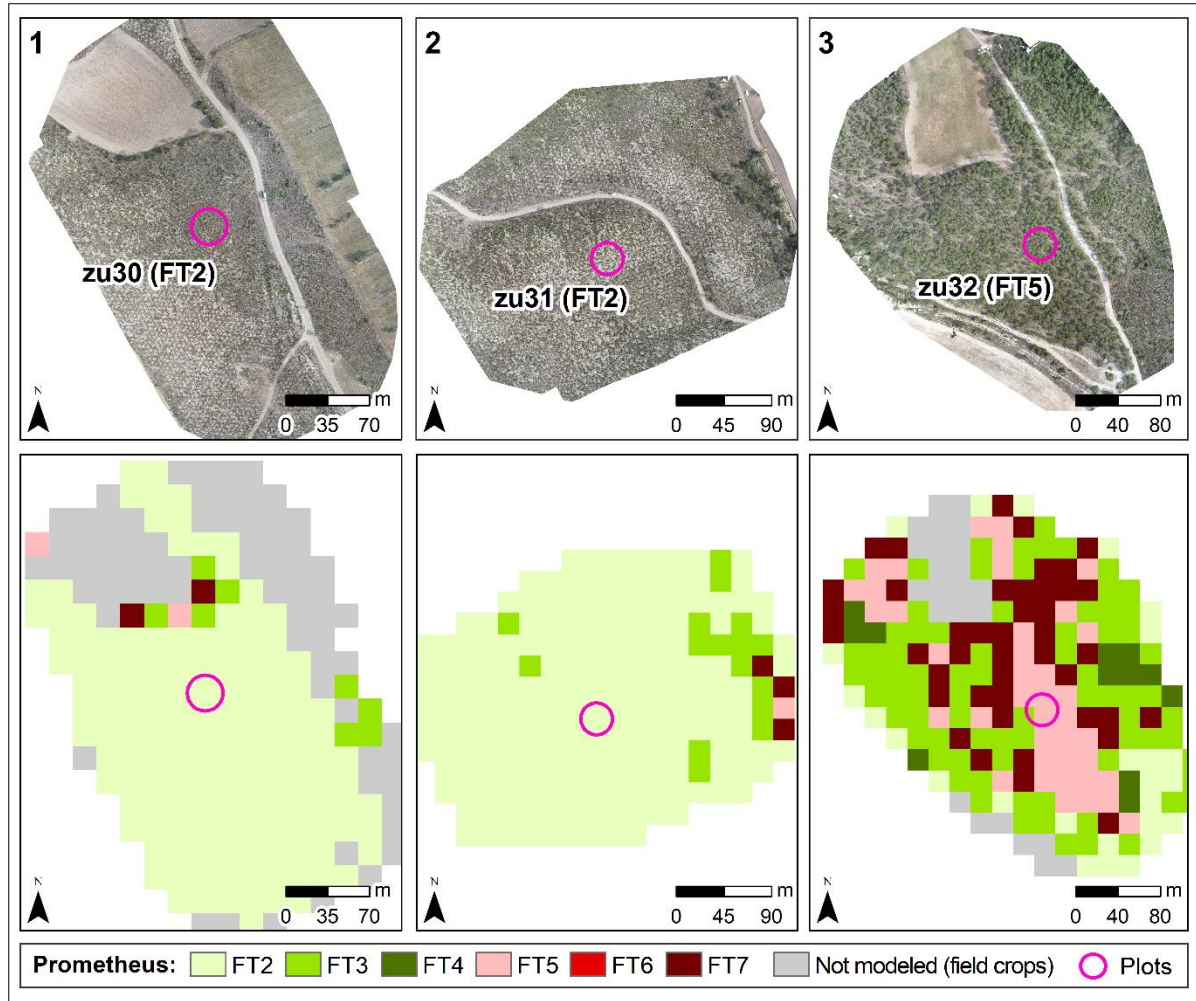 1
zu30 (FT2)
N
m
0 35 70
2
zu31 (FT2)
N
m
0 45 90
3
zu32 (FT5)
N
m
0 40 80
N
m
0 35 70
N
m
0 45 90
N
m
0 40 80
Prometheus: FT2 FT3 FT4 FT5 FT6 FT7 Not modeled (field crops) Plots